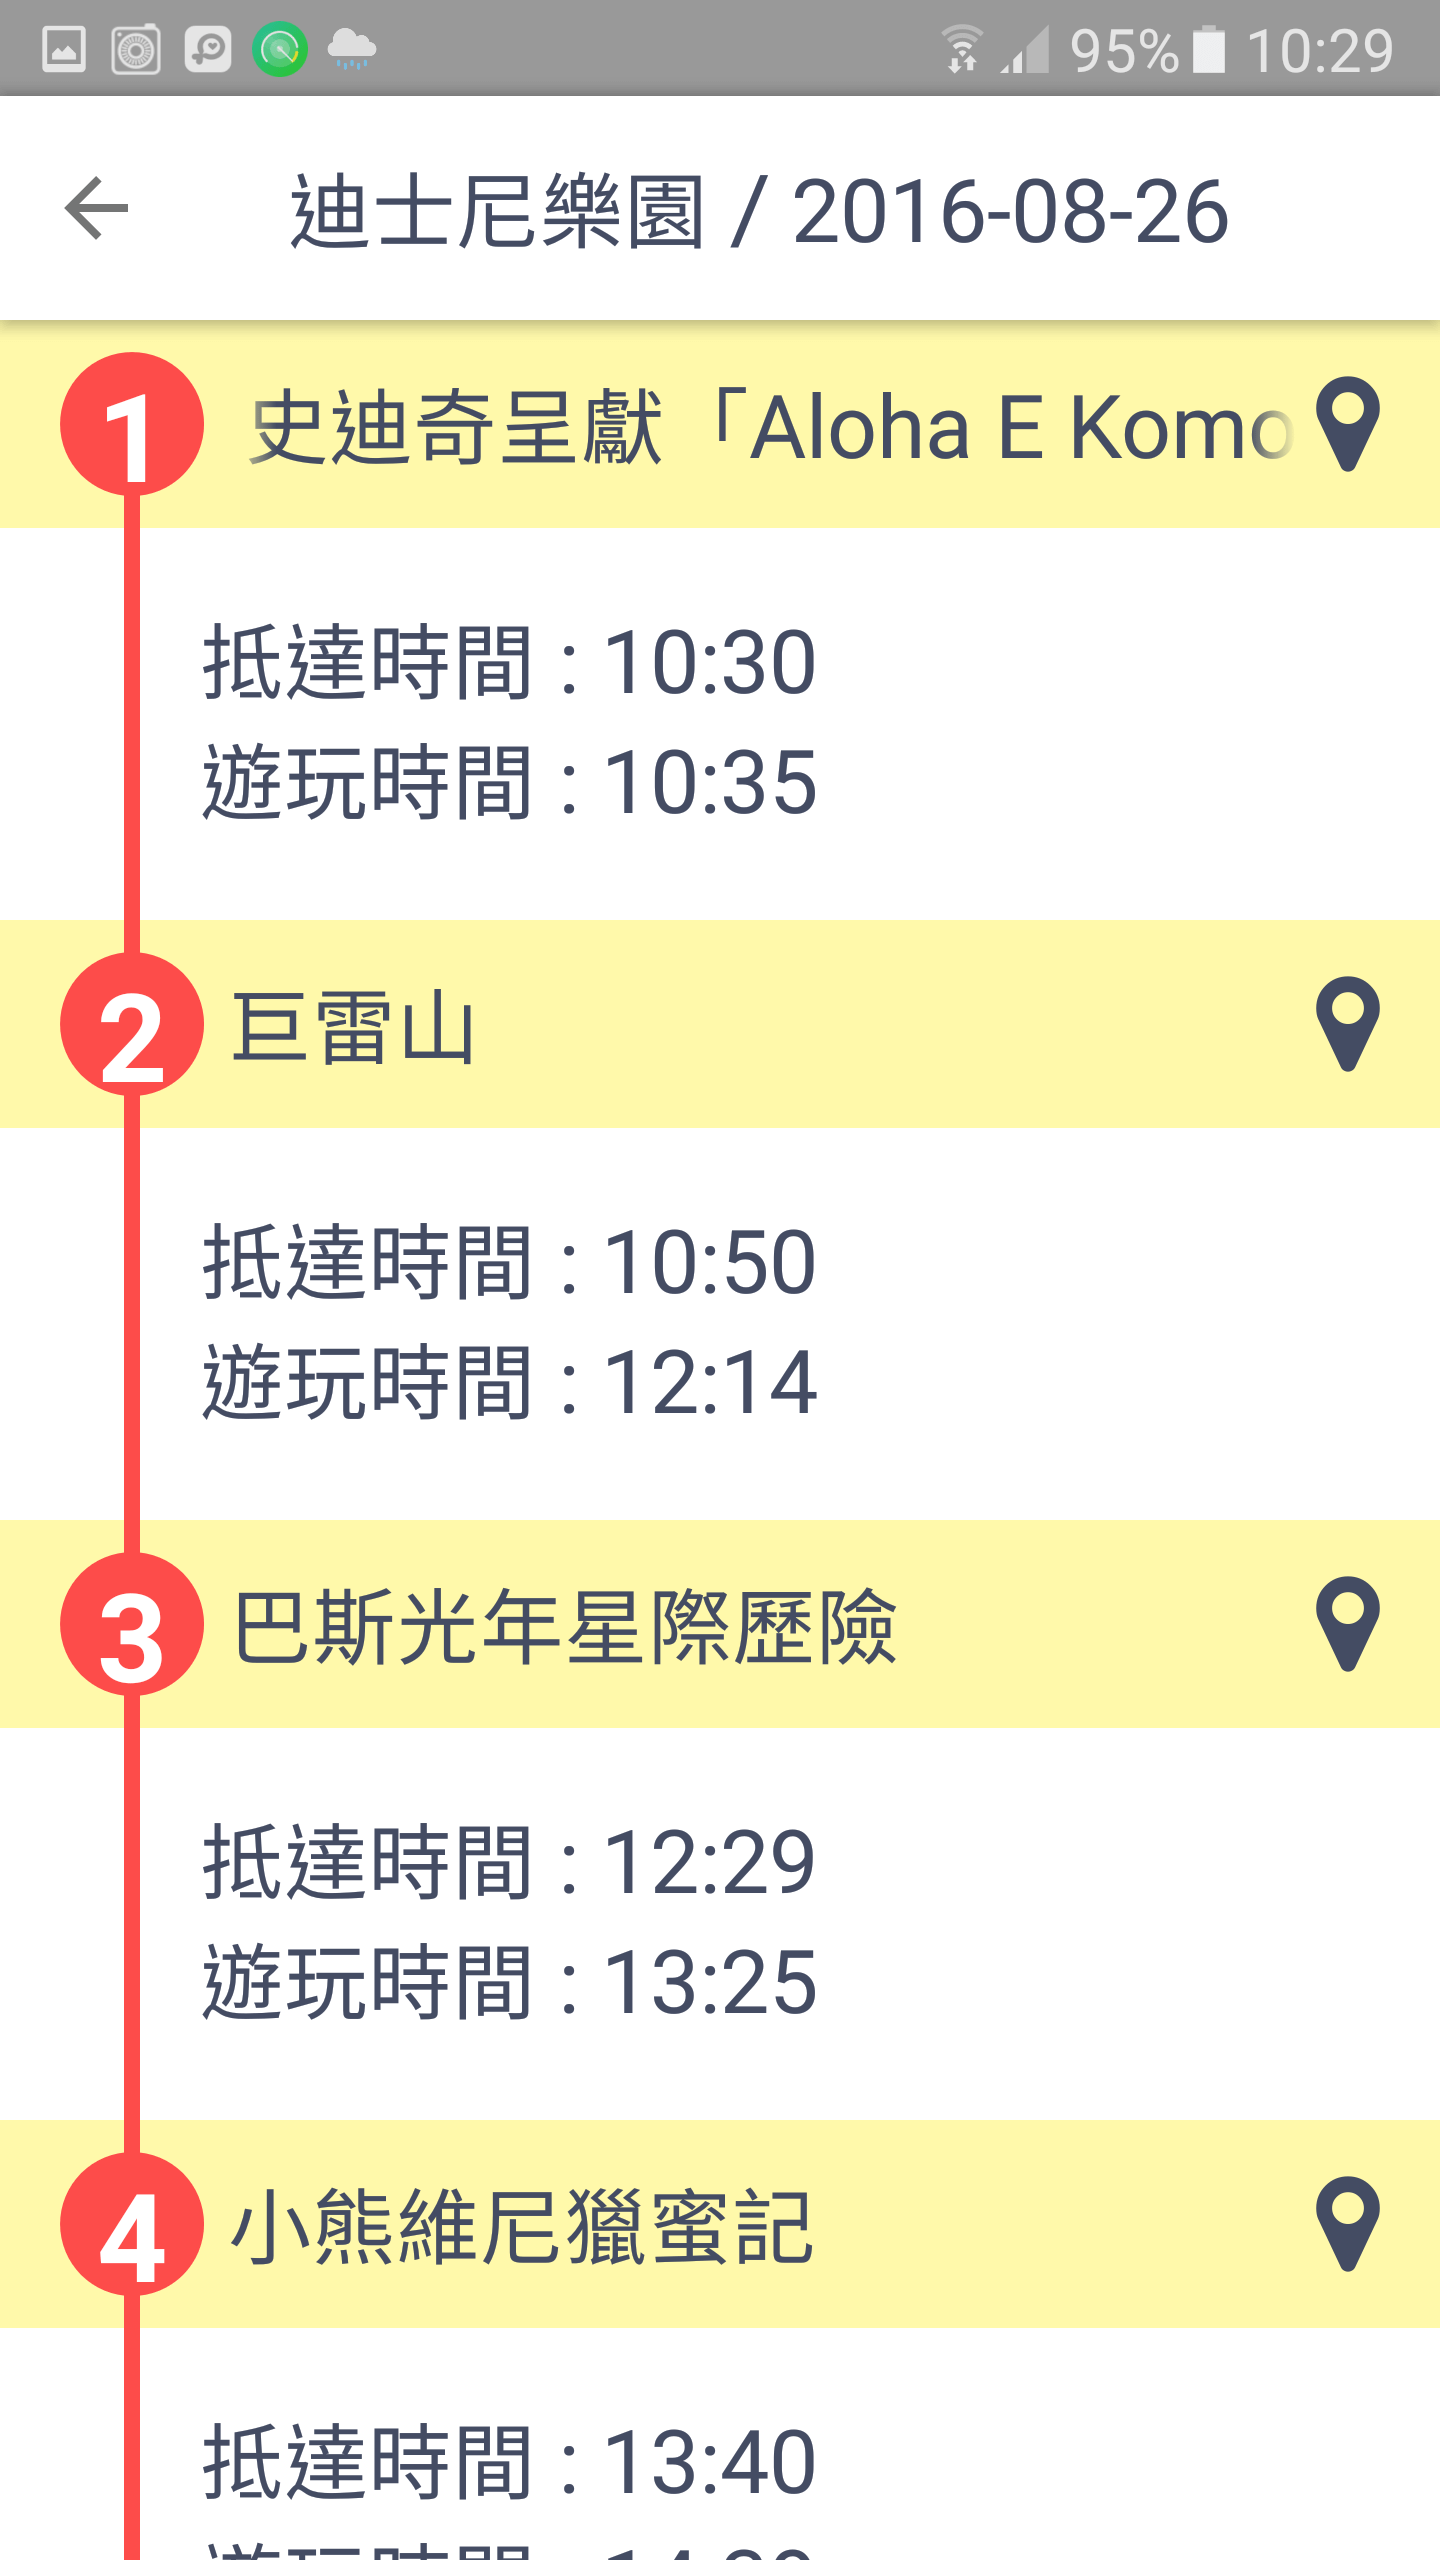 95% 10:29
迪士尼樂園 / 2016-08-26
1 史迪奇呈獻「Aloha E Komo
抵達時間 : 10:30
遊玩時間 : 10:35
2 巨雷山
抵達時間 : 10:50
遊玩時間 : 12:14
3 巴斯光年星際歷險
抵達時間 : 12:29
遊玩時間 : 13:25
4 小熊維尼獵蜜記
抵達時間 : 13:40